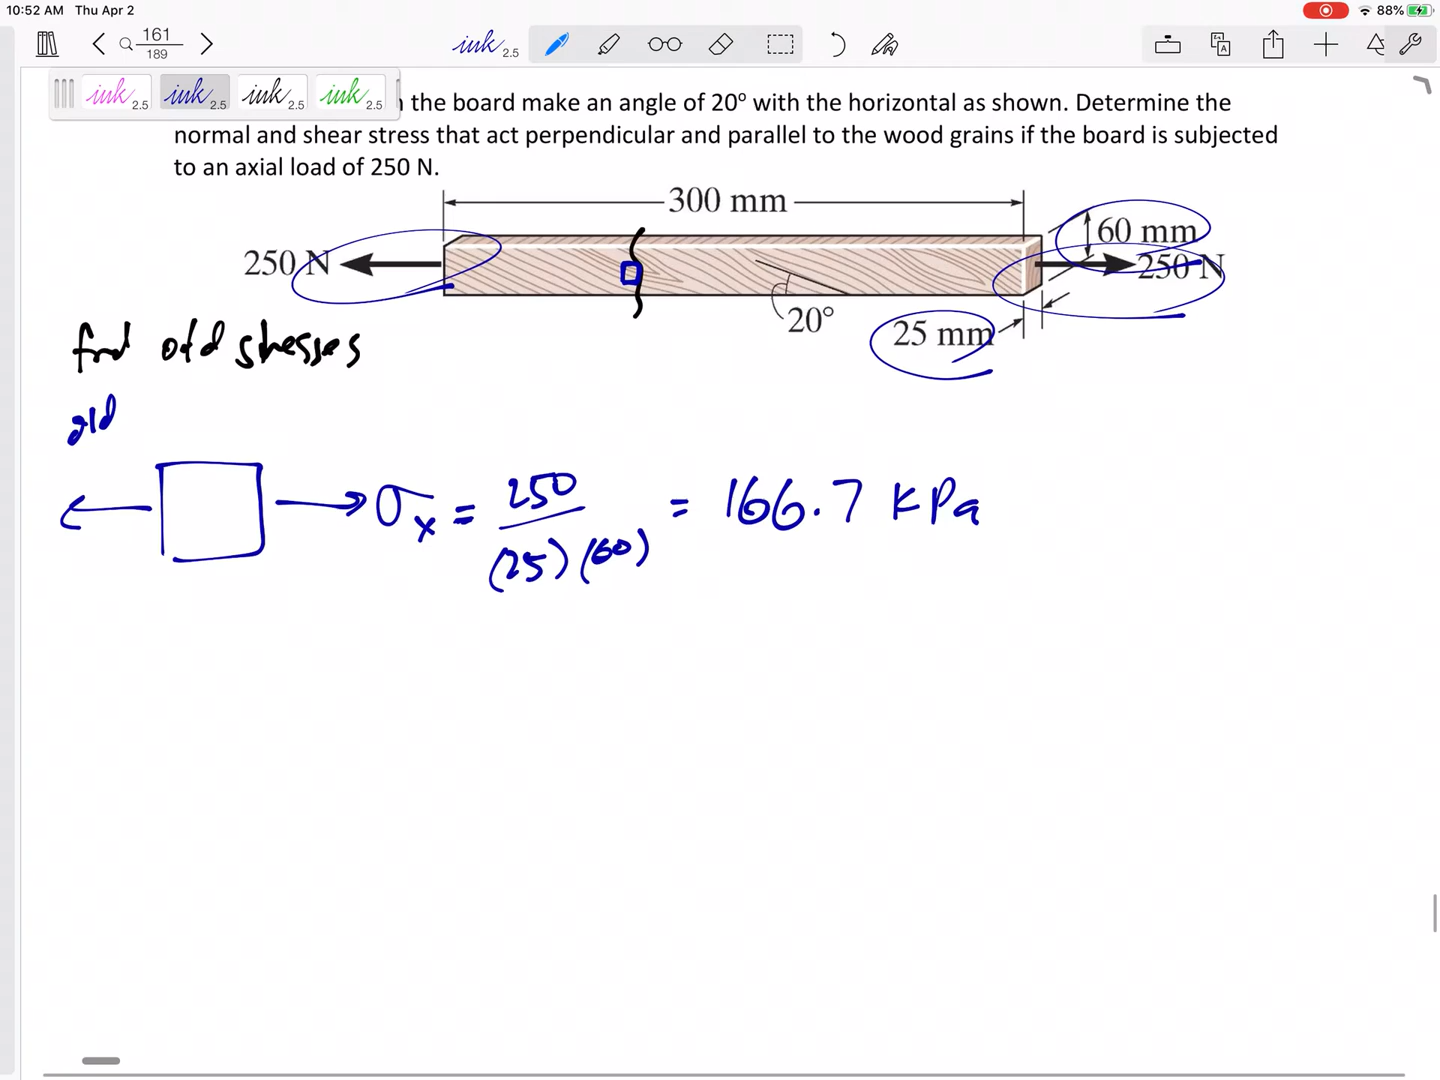 10:52 AM Thu Apr 2
88%
161
189
ink 2.5
ink 2.5
ink 2.5
ink 2.5
ink 2.5
the board make an angle of 20° with the horizontal as shown. Determine the
normal and shear stress that act perpendicular and parallel to the wood grains if the board is subjected
to an axial load of 250 N.
300 mm
60 mm
250 N
250 N
20°
25 mm
find old stresses
old
σx = 250 / (25)(60) = 166.7 kPa